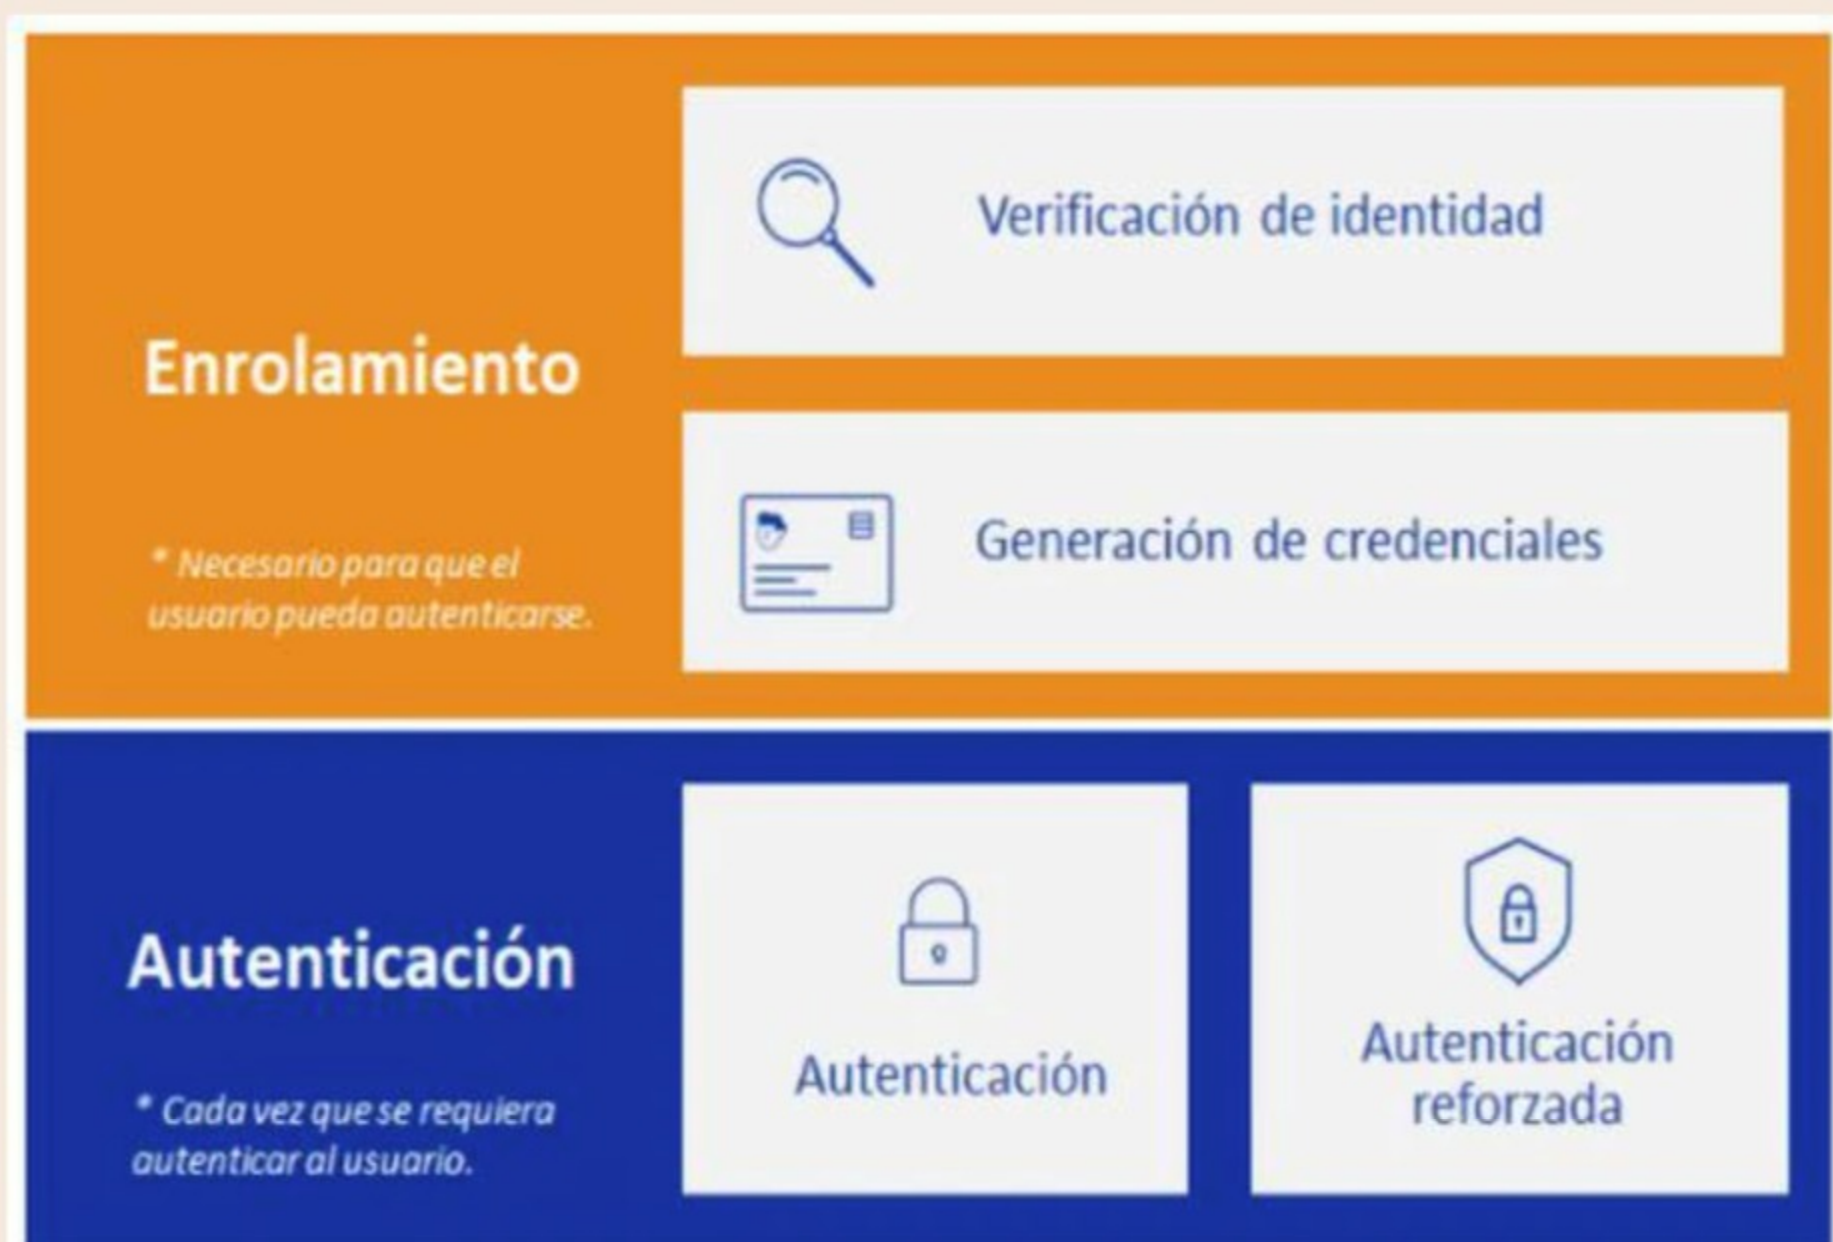 Enrolamiento
* Necesario para que el
usuario pueda autenticarse.
Verificación de identidad
Generación de credenciales
Autenticación
* Cada vez que se requiera
autenticar al usuario.
Autenticación
Autenticación
reforzada